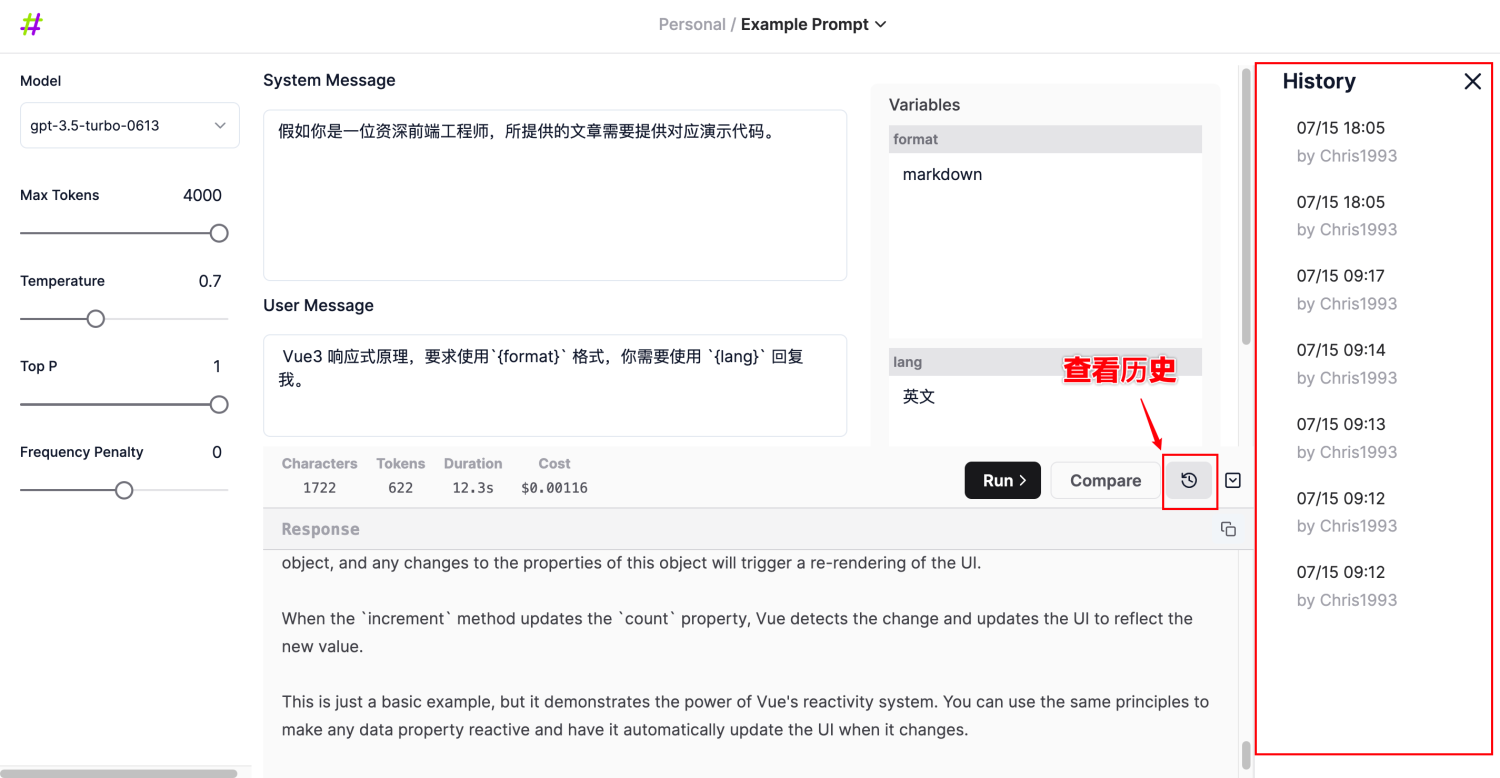 Personal / Example Prompt
Model
gpt-3.5-turbo-0613
Max Tokens 4000
Temperature 0.7
Top P 1
Frequency Penalty 0
System Message
假如你是一位资深前端工程师，所提供的文章需要提供对应演示代码。
User Message
Vue3 响应式原理，要求使用`{format}` 格式，你需要使用 `{lang}` 回复
我。
Variables
format
markdown
lang
英文
查看历史
Characters Tokens Duration Cost
1722 622 12.3s $0.00116
Run Compare
Response
object, and any changes to the properties of this object will trigger a re-rendering of the UI.
When the `increment` method updates the `count` property, Vue detects the change and updates the UI to reflect the
new value.
This is just a basic example, but it demonstrates the power of Vue's reactivity system. You can use the same principles to
make any data property reactive and have it automatically update the UI when it changes.
History
07/15 18:05
by Chris1993
07/15 18:05
by Chris1993
07/15 09:17
by Chris1993
07/15 09:14
by Chris1993
07/15 09:13
by Chris1993
07/15 09:12
by Chris1993
07/15 09:12
by Chris1993